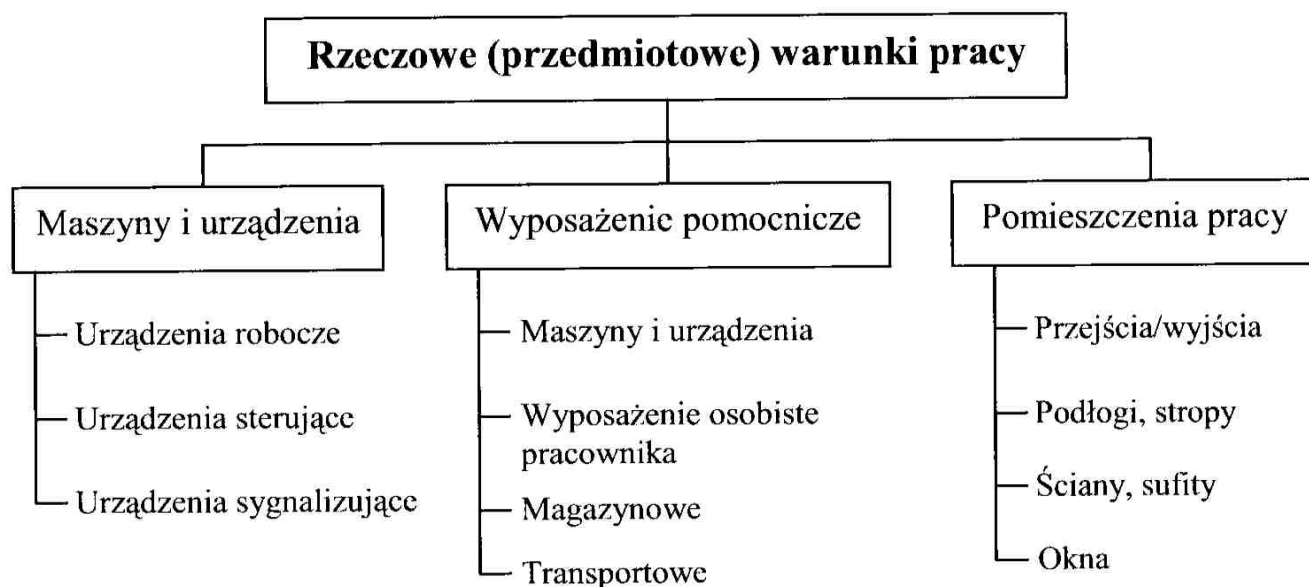 Rzeczowe (przedmiotowe) warunki pracy
Maszyny i urządzenia
Urządzenia robocze
Urządzenia sterujące
Urządzenia sygnalizujące
Wyposażenie pomocnicze
Maszyny i urządzenia
Wyposażenie osobiste
pracownika
Magazynowe
Transportowe
Pomieszczenia pracy
Przejścia/wyjścia
Podłogi, stropy
Ściany, sufity
Okna